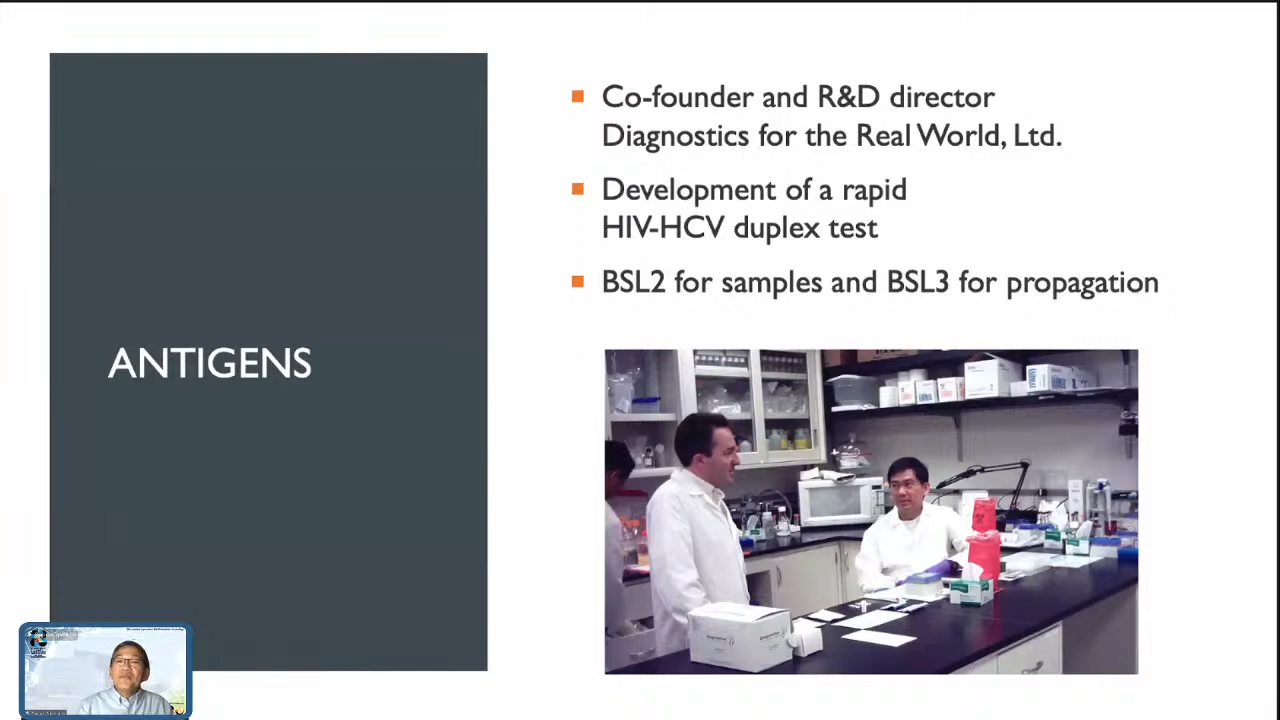 Co-founder and R&D director
Diagnostics for the Real World, Ltd.
Development of a rapid
HIV-HCV duplex test
BSL2 for samples and BSL3 for propagation
ANTIGENS